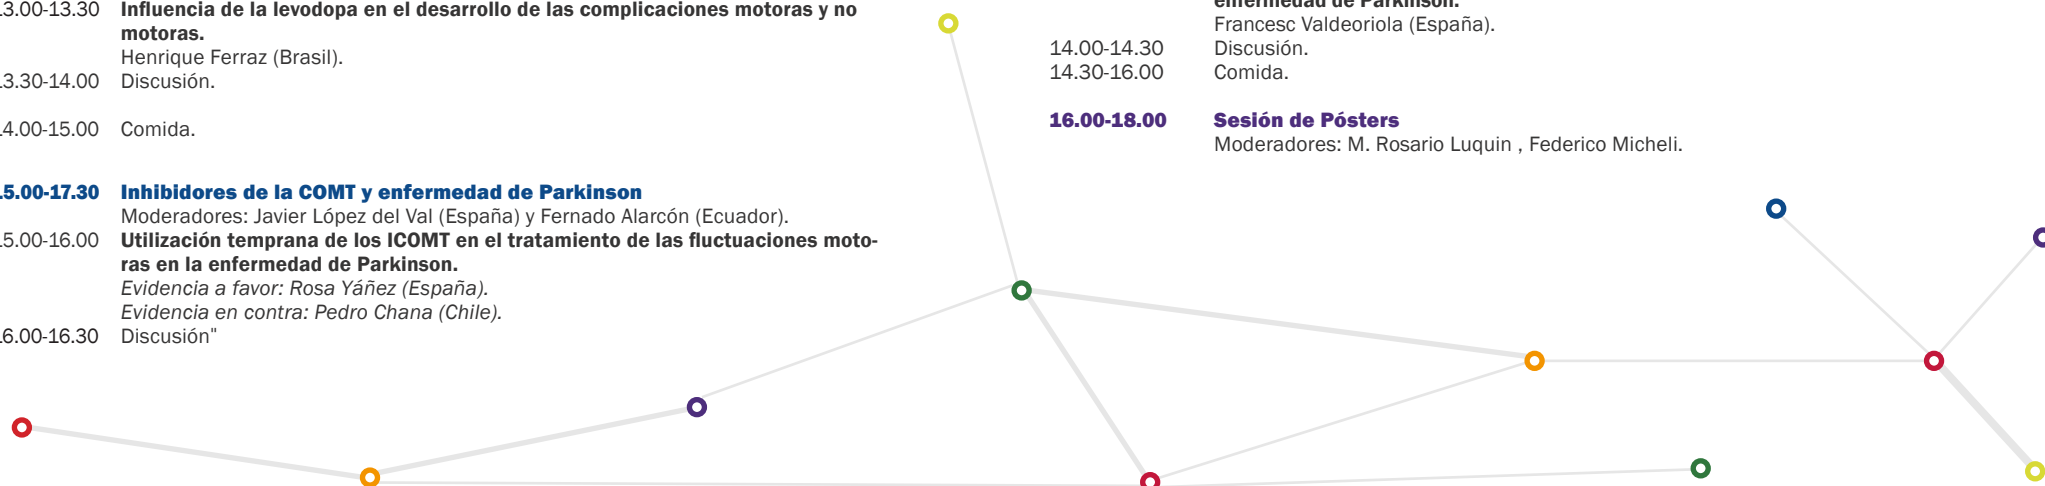 13.00-13.30 Influencia de la levodopa en el desarrollo de las complicaciones motoras y no
motoras.
Henrique Ferraz (Brasil).
13.30-14.00 Discusión.
14.00-15.00 Comida.
15.00-17.30 Inhibidores de la COMT y enfermedad de Parkinson
Moderadores: Javier López del Val (España) y Fernado Alarcón (Ecuador).
15.00-16.00 Utilización temprana de los ICOMT en el tratamiento de las fluctuaciones moto-
ras en la enfermedad de Parkinson.
Evidencia a favor: Rosa Yáñez (España).
Evidencia en contra: Pedro Chana (Chile).
16.00-16.30 Discusión"
enfermedad de Parkinson.
Francesc Valdeoriola (España).
14.00-14.30 Discusión.
14.30-16.00 Comida.
16.00-18.00 Sesión de Pósters
Moderadores: M. Rosario Luquin , Federico Micheli.